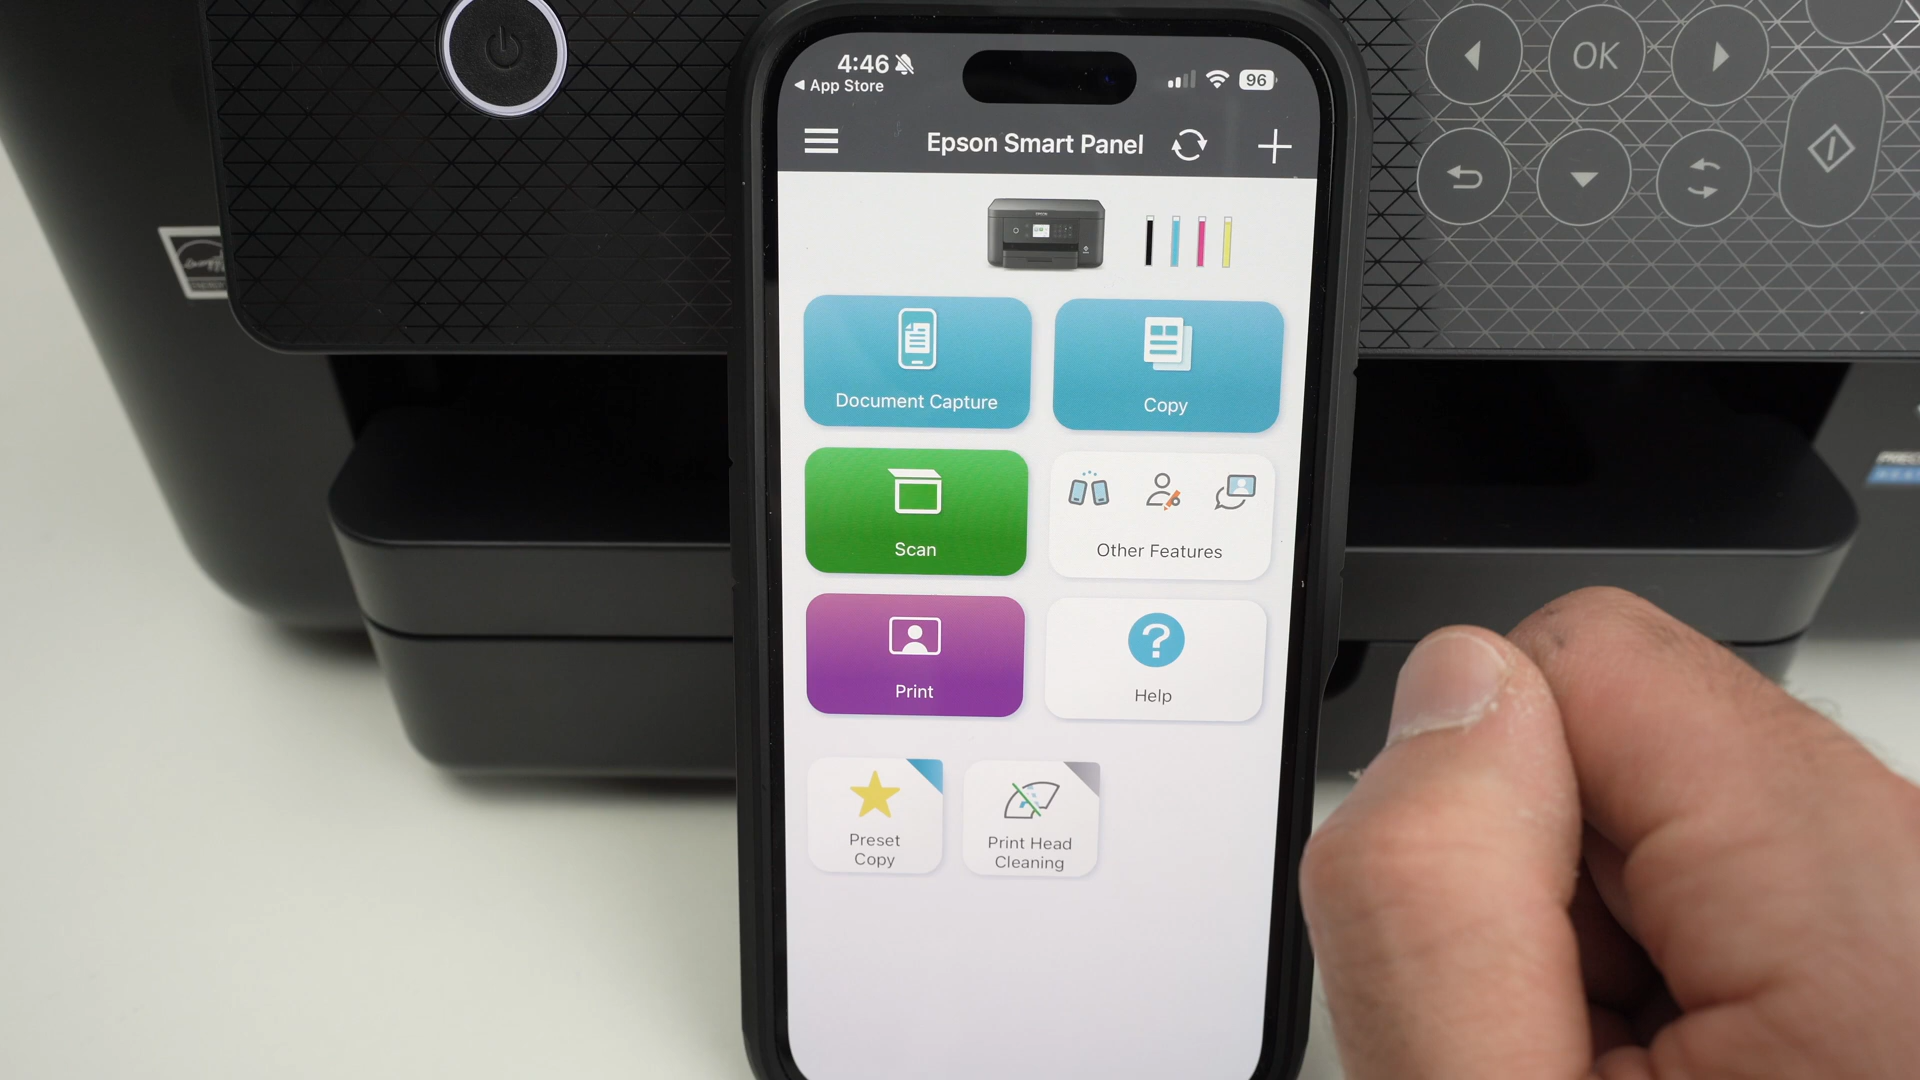 4:46
96
App Store
Epson Smart Panel
OK
Document Capture
Copy
Scan
Other Features
Print
Help
Preset
Copy
Print Head
Cleaning